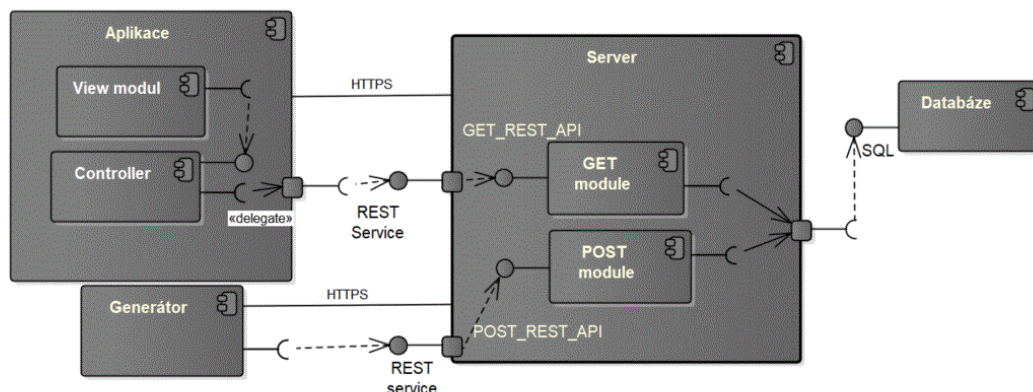 Aplikace
View modul
Controller
«delegate»
HTTPS
REST
Service
Server
GET_REST_API
GET
module
POST
module
POST_REST_API
Databáze
SQL
Generátor
HTTPS
REST
service